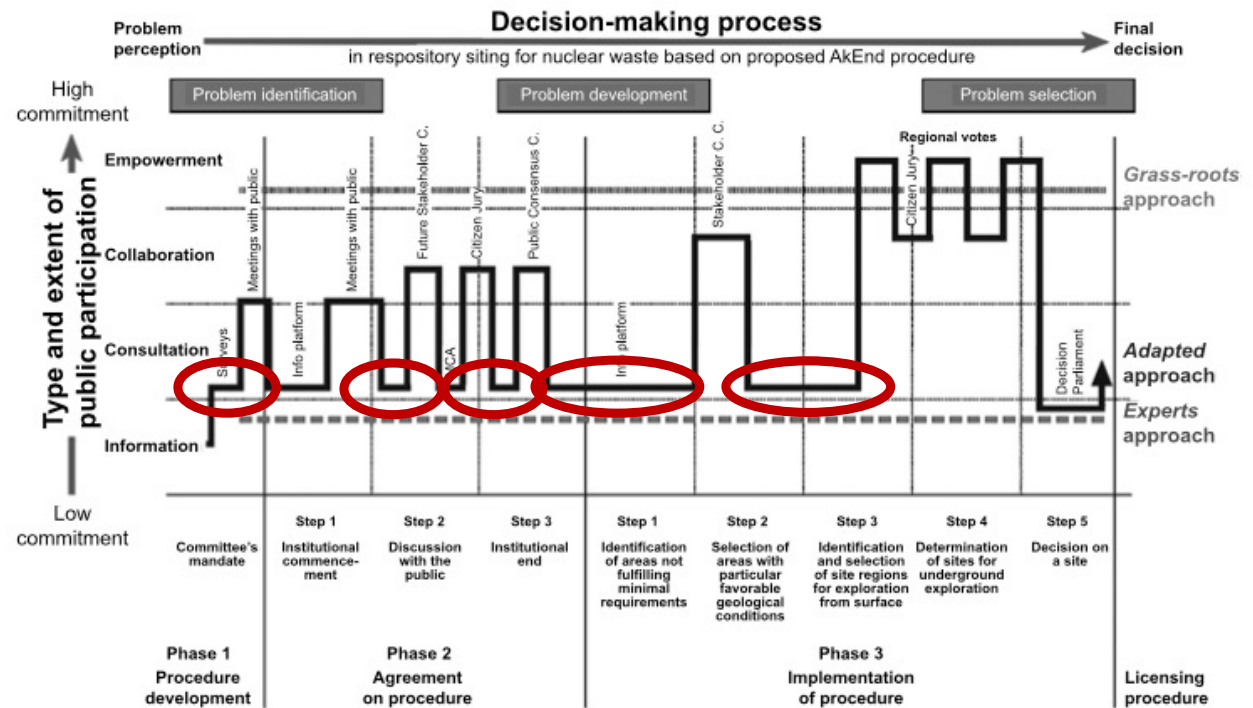 Decision-making process
Problem
perception
Final
decision
in respository siting for nuclear waste based on proposed AkEnd procedure
High
commitment
Problem identification
Problem development
Problem selection
Type and extent of
public participation
Empowerment
Collaboration
Consultation
Information
Low
commitment
Surveys
Meetings with public
Info platform
Meetings with public
Future Stakeholder C.
MCA
Citizen Jury
Public Consensus C.
Info platform
Stakeholder C. C.
Regional votes
Citizen Jury
Decision
Parliament
Grass-roots
approach
Adapted
approach
Experts
approach
Committee's
mandate
Step 1
Institutional
commence-
ment
Step 2
Discussion
with the
public
Step 3
Institutional
end
Step 1
Identification
of areas not
fulfilling
minimal
requirements
Step 2
Selection of
areas with
particular
favorable
geological
conditions
Step 3
Identification
and selection
of site regions
for exploration
from surface
Step 4
Determination
of sites for
underground
exploration
Step 5
Decision on
a site
Phase 1
Procedure
development
Phase 2
Agreement
on procedure
Phase 3
Implementation
of procedure
Licensing
procedure